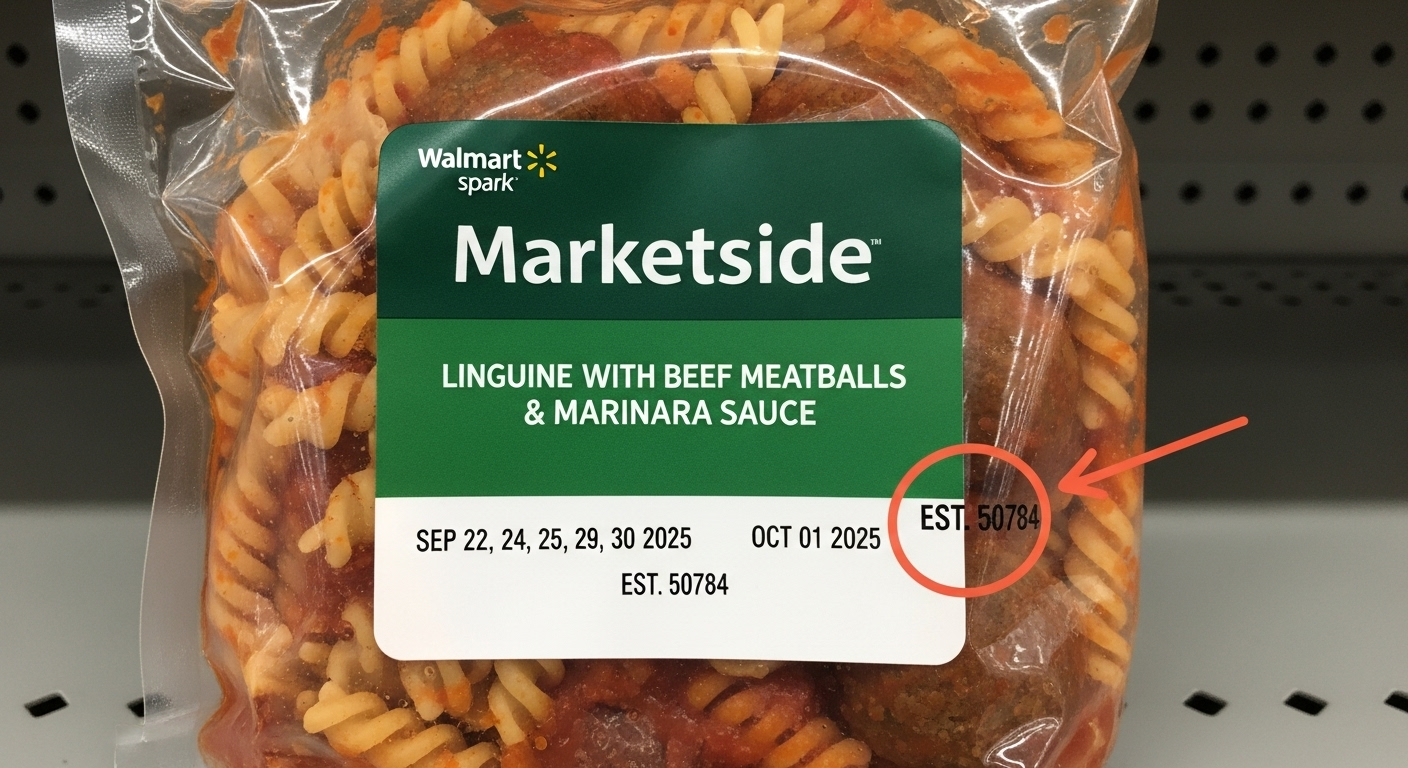 Walmart
spark
Marketside™
LINGUINE WITH BEEF MEATBALLS
& MARINARA SAUCE
EST. 50784
SEP 22, 24, 25, 29, 30 2025 OCT 01 2025
EST. 50784